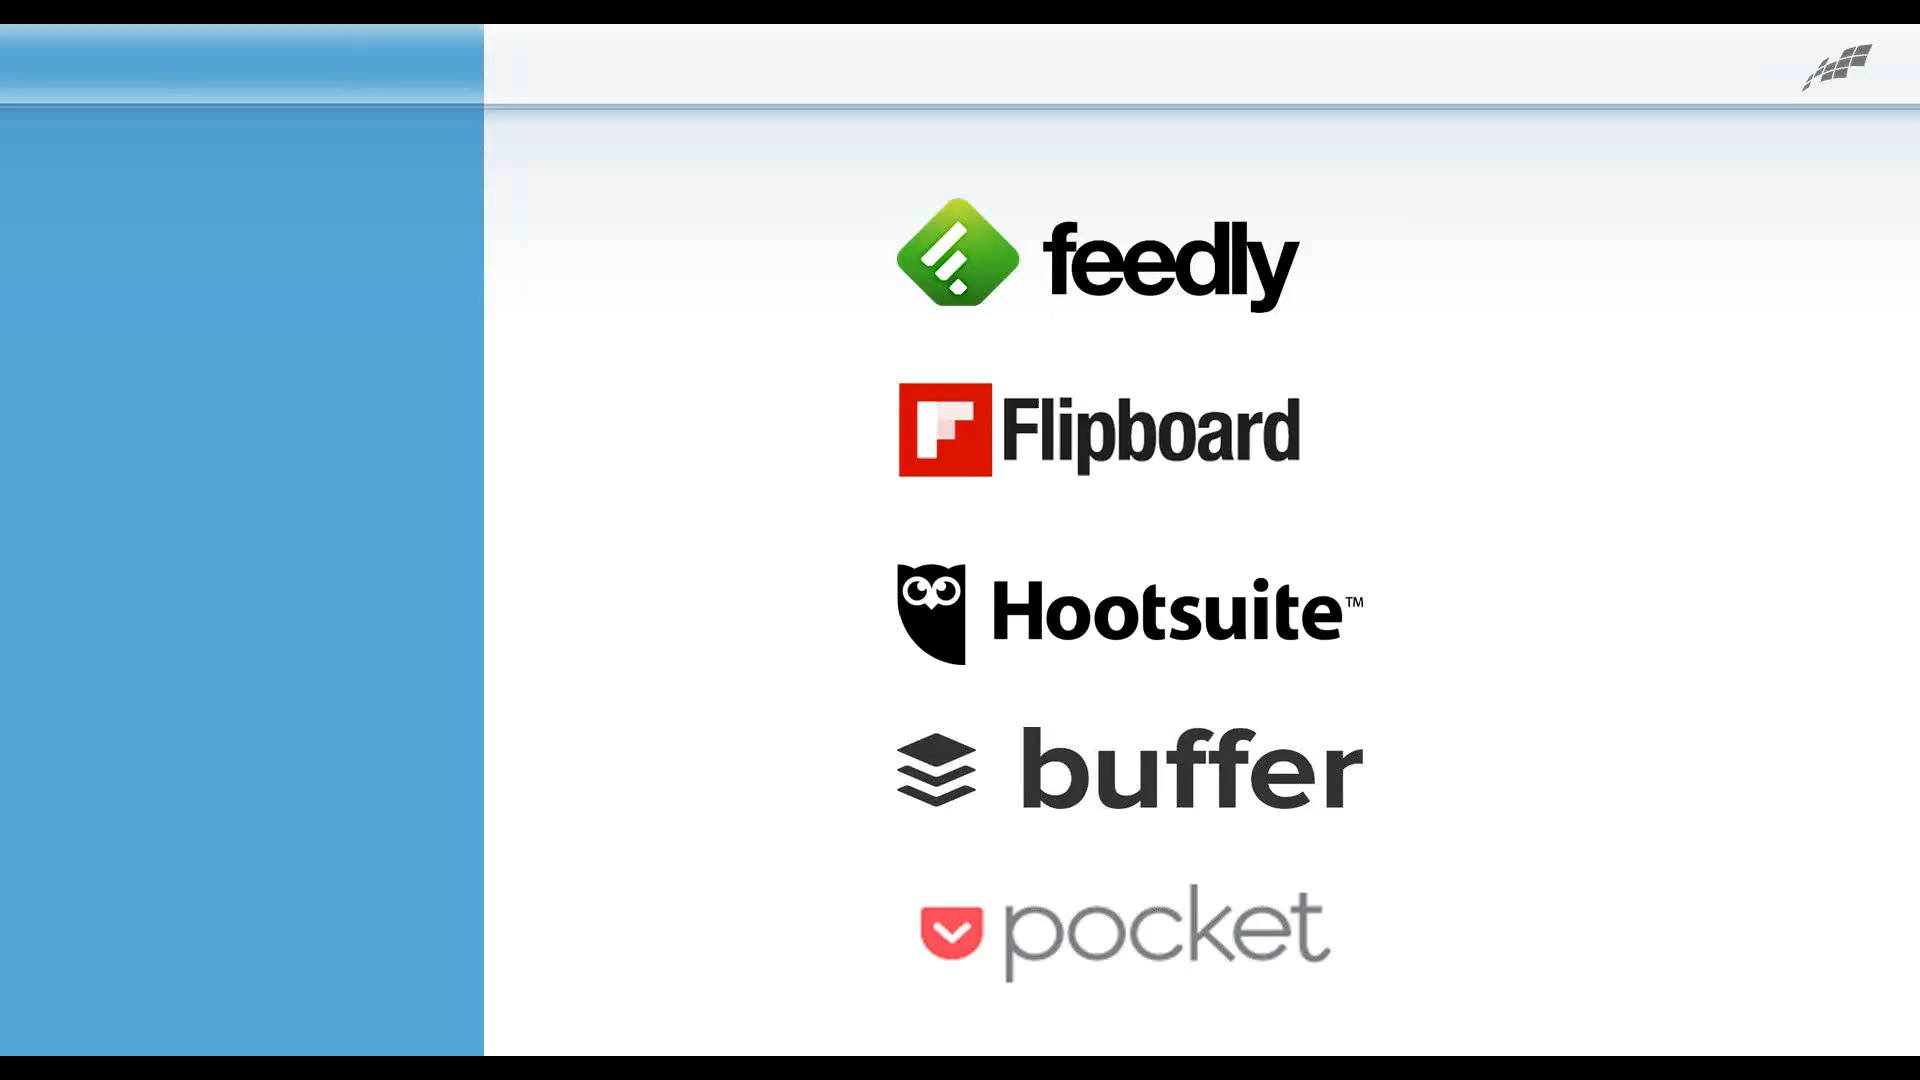 feedly
Flipboard
Hootsuite™
buffer
pocket